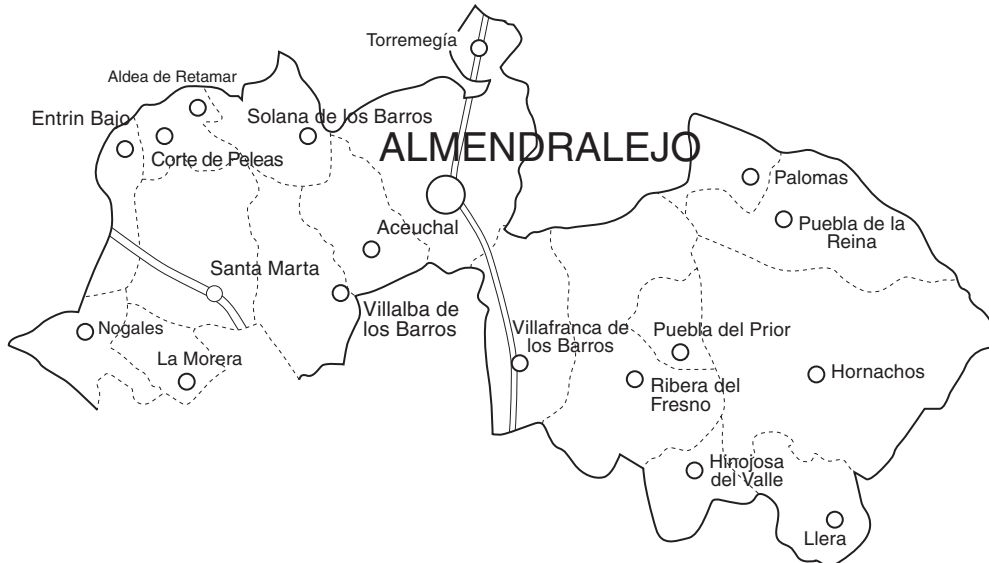 Torremegía
Aldea de Retamar
Entrin Bajo
Solana de los Barros
Corte de Peleas
ALMENDRALEJO
Palomas
Aceuchal
Puebla de la
Reina
Santa Marta
Villalba de
los Barros
Nogales
Villafranca de
los Barros
Puebla del Prior
La Morera
Hornachos
Ribera del
Fresno
Hinojosa
del Valle
Llera